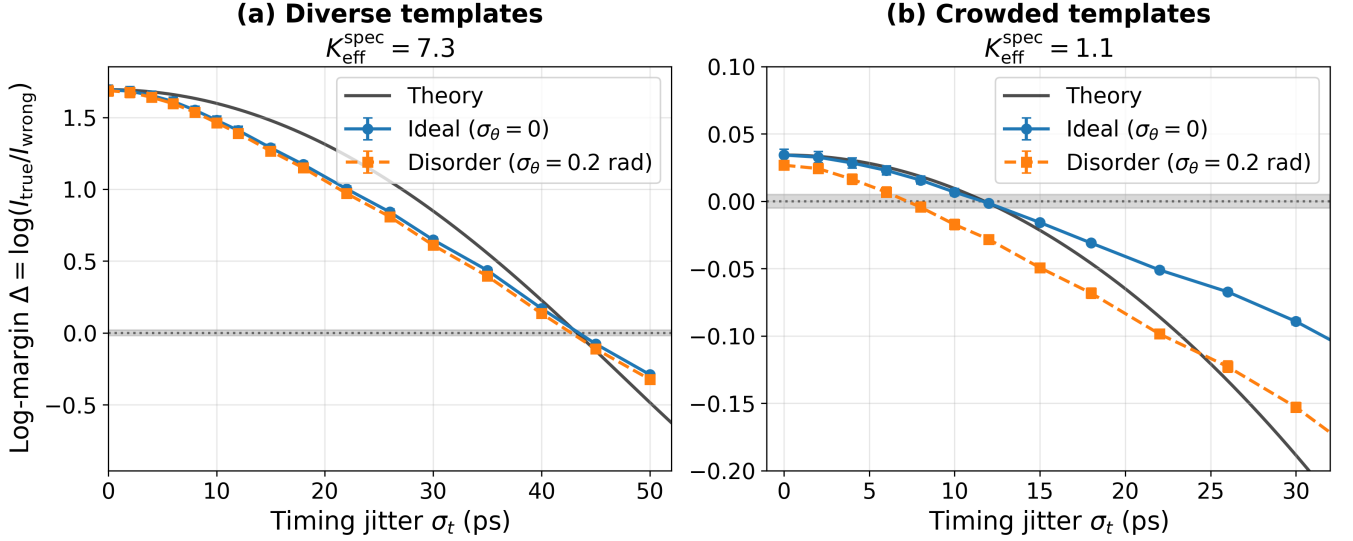 (a) Diverse templates
K_eff^spec = 7.3
Log-margin Δ = log(I_true/I_wrong)
1.5
1.0
0.5
0.0
−0.5
0
10
20
30
40
50
Timing jitter σ_t (ps)
Theory
Ideal (σ_θ = 0)
Disorder (σ_θ = 0.2 rad)
(b) Crowded templates
K_eff^spec = 1.1
0.10
0.05
0.00
−0.05
−0.10
−0.15
−0.20
0
5
10
15
20
25
30
Timing jitter σ_t (ps)
Theory
Ideal (σ_θ = 0)
Disorder (σ_θ = 0.2 rad)